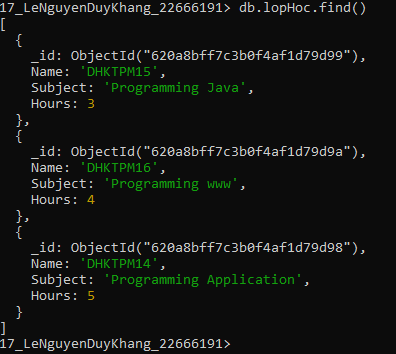 17_LeNguyenDuyKhang_22666191> db.lopHoc.find()
[
  {
    _id: ObjectId("620a8bff7c3b0f4af1d79d99"),
    Name: 'DHKTPM15',
    Subject: 'Programming Java',
    Hours: 3
  },
  {
    _id: ObjectId("620a8bff7c3b0f4af1d79d9a"),
    Name: 'DHKTPM16',
    Subject: 'Programming www',
    Hours: 4
  },
  {
    _id: ObjectId("620a8bff7c3b0f4af1d79d98"),
    Name: 'DHKTPM14',
    Subject: 'Programming Application',
    Hours: 5
  }
]
17_LeNguyenDuyKhang_22666191>